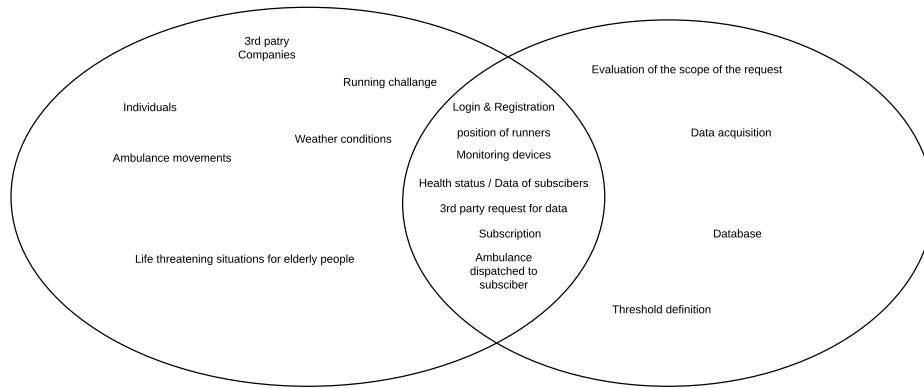 3rd patry
Companies
Running challange
Individuals
Weather conditions
Ambulance movements
Life threatening situations for elderly people
Login & Registration
position of runners
Monitoring devices
Health status / Data of subscibers
3rd party request for data
Subscription
Ambulance
dispatched to
subsciber
Evaluation of the scope of the request
Data acquisition
Database
Threshold definition